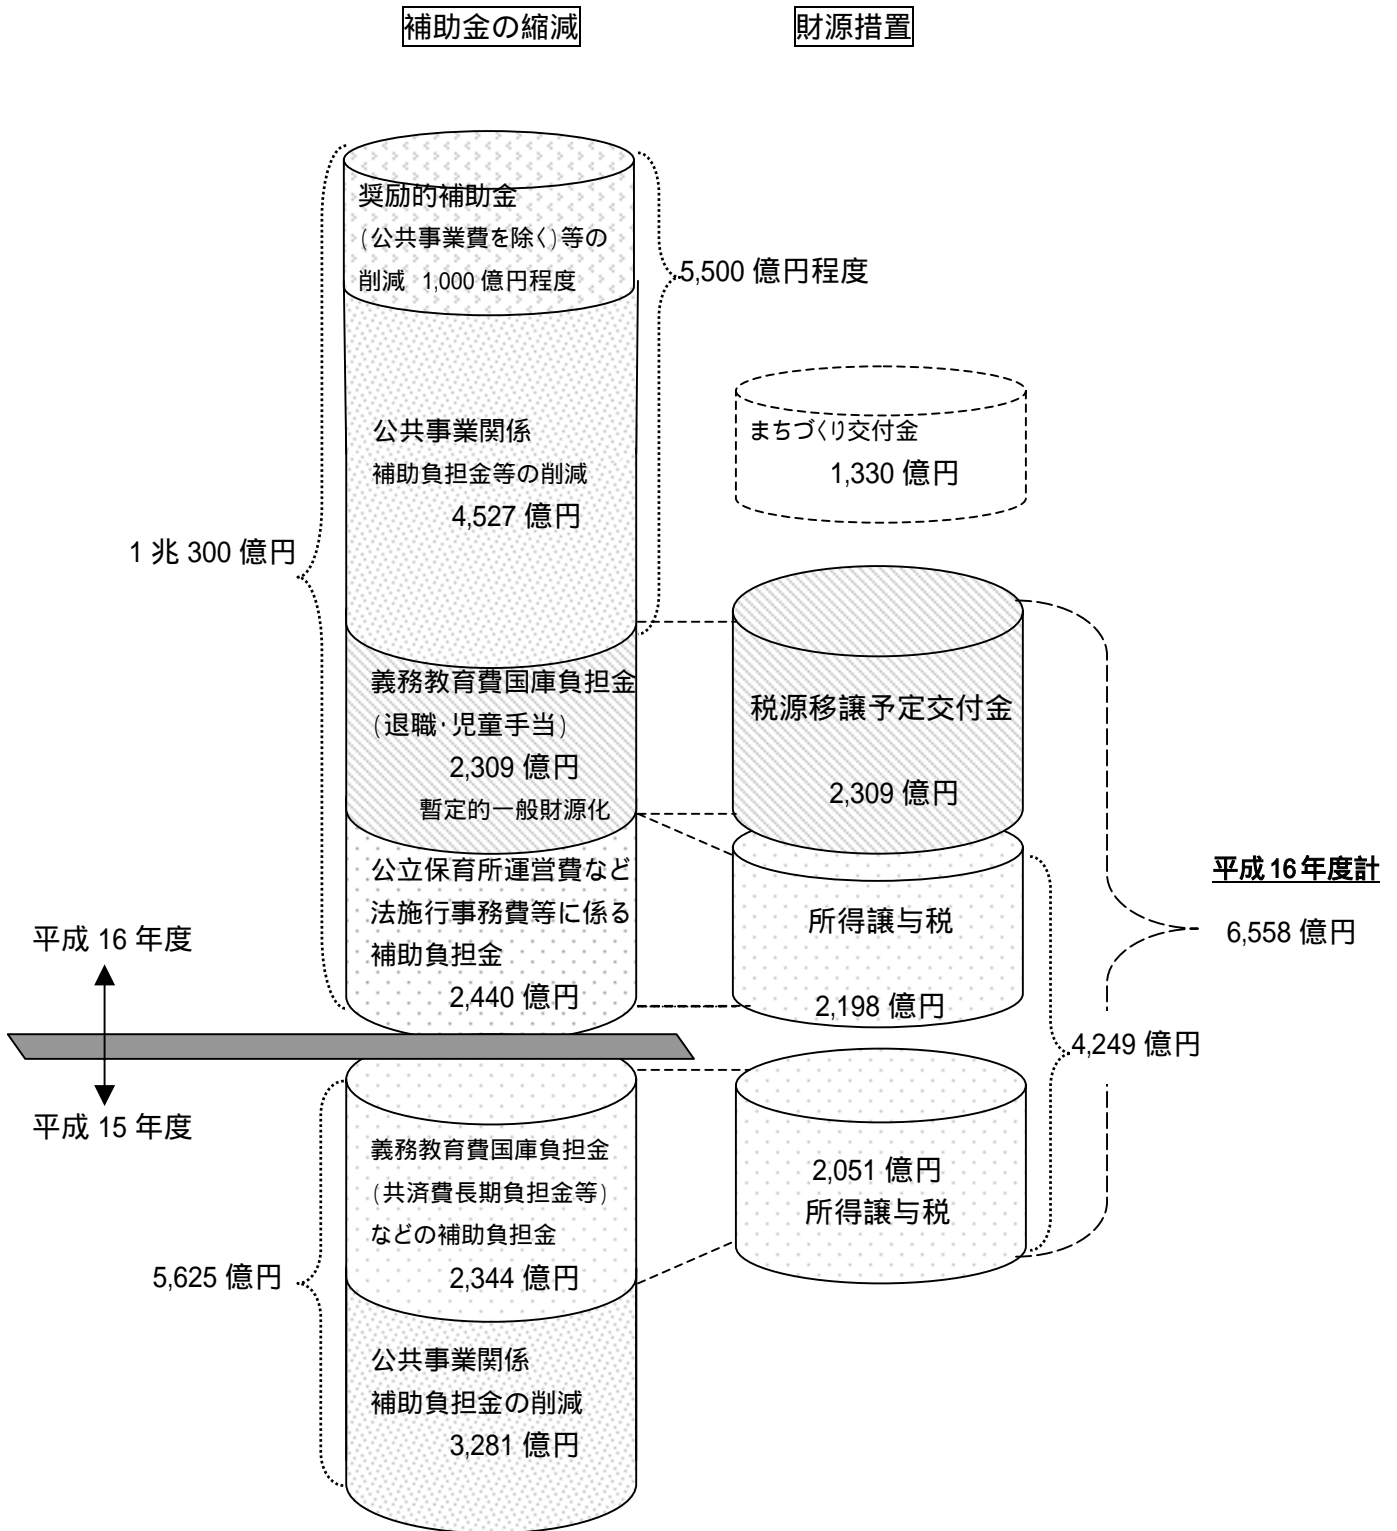 補助金の縮減
財源措置
奨励的補助金
(公共事業費を除く)等の
削減 1,000 億円程度
5,500 億円程度
公共事業関係
補助負担金等の削減
4,527 億円
まちづくり交付金
1,330 億円
1 兆 300 億円
義務教育費国庫負担金
(退職・児童手当)
2,309 億円
暫定的一般財源化
税源移譲予定交付金
2,309 億円
公立保育所運営費など
法施行事務費等に係る
補助負担金
2,440 億円
所得譲与税
2,198 億円
平成 16 年度計
6,558 億円
平成 16 年度
4,249 億円
平成 15 年度
義務教育費国庫負担金
(共済費長期負担金等)
などの補助負担金
2,344 億円
2,051 億円
所得譲与税
5,625 億円
公共事業関係
補助負担金の削減
3,281 億円